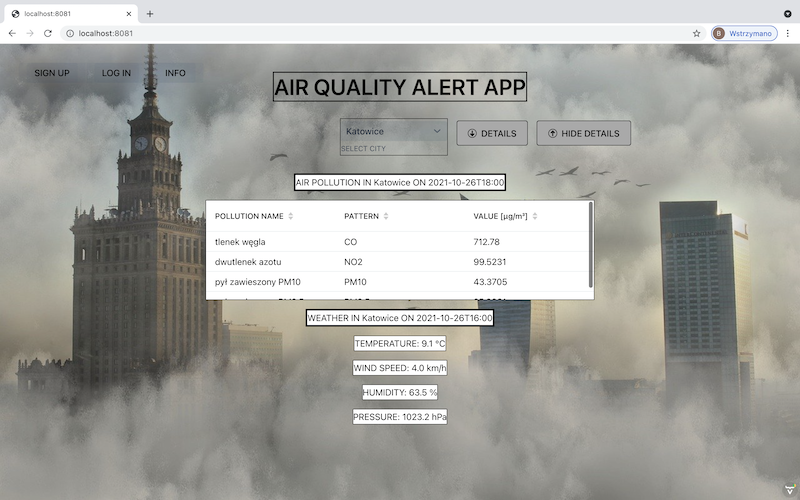 localhost:8081
localhost:8081
B Wstrzymano
SIGN UP LOG IN INFO
AIR QUALITY ALERT APP
Katowice
SELECT CITY
DETAILS
HIDE DETAILS
AIR POLLUTION IN Katowice ON 2021-10-26T18:00
POLLUTION NAME PATTERN VALUE [µg/m³]
tlenek węgla CO 712.78
dwutlenek azotu NO2 99.5231
pył zawieszony PM10 PM10 43.3705
WEATHER IN Katowice ON 2021-10-26T16:00
TEMPERATURE: 9.1 °C
WIND SPEED: 4.0 km/h
HUMIDITY: 63.5 %
PRESSURE: 1023.2 hPa